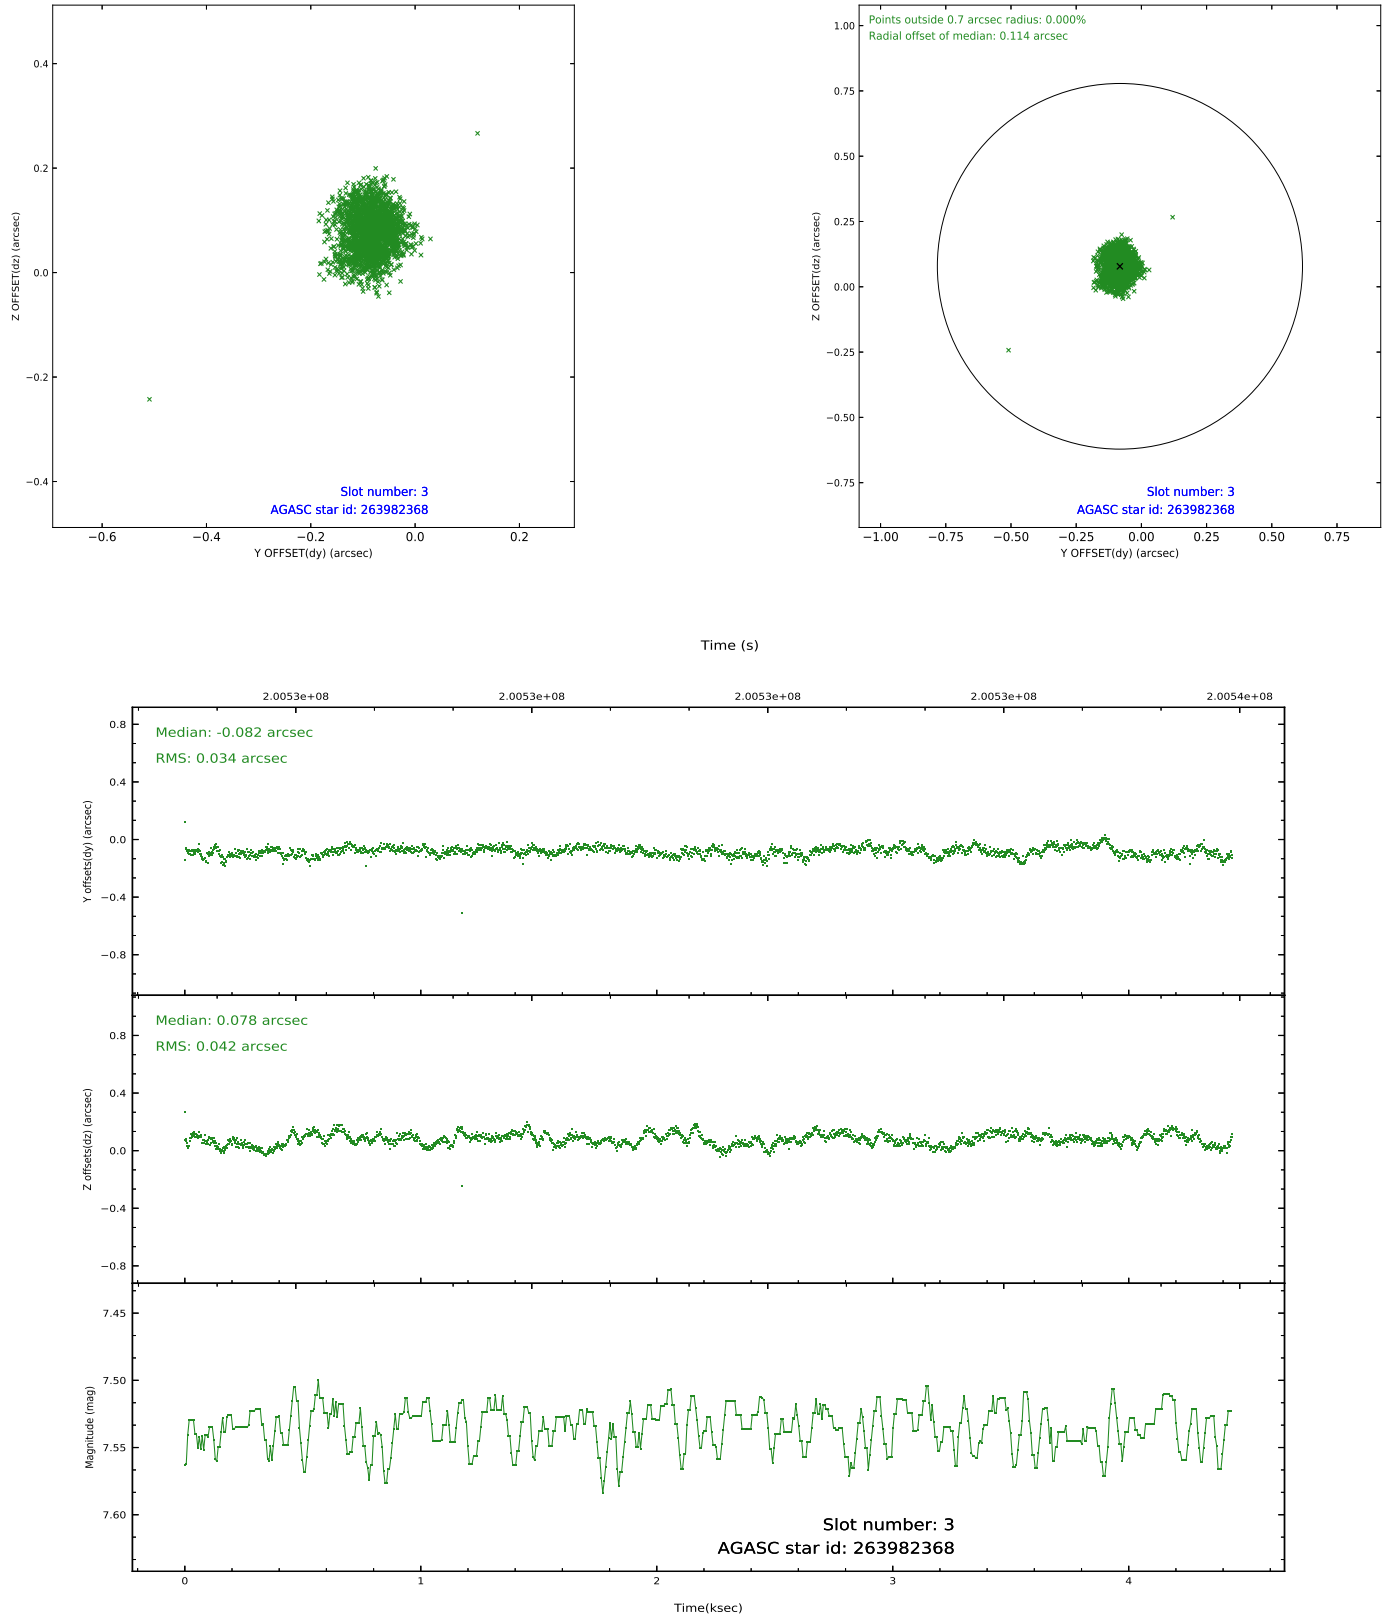 0.4
0.2
0.0
−0.2
−0.4
Z OFFSET(dz) (arcsec)
Slot number: 3
AGASC star id: 263982368
−0.6 −0.4 −0.2 0.0 0.2
Y OFFSET(dy) (arcsec)
Points outside 0.7 arcsec radius: 0.000%
Radial offset of median: 0.114 arcsec
1.00
0.75
0.50
0.25
0.00
−0.25
−0.50
−0.75
Z OFFSET(dz) (arcsec)
Slot number: 3
AGASC star id: 263982368
−1.00 −0.75 −0.50 −0.25 0.00 0.25 0.50 0.75
Y OFFSET(dy) (arcsec)
Time (s)
2.0053e+08 2.0053e+08 2.0053e+08 2.0053e+08 2.0054e+08
Median: -0.082 arcsec
RMS: 0.034 arcsec
0.8
0.4
0.0
−0.4
−0.8
Y offsets(dy) (arcsec)
Median: 0.078 arcsec
RMS: 0.042 arcsec
0.8
0.4
0.0
−0.4
−0.8
Z offsets(dz) (arcsec)
7.45
7.50
7.55
7.60
Magnitude (mag)
Slot number: 3
AGASC star id: 263982368
0 1 2 3 4
Time(ksec)